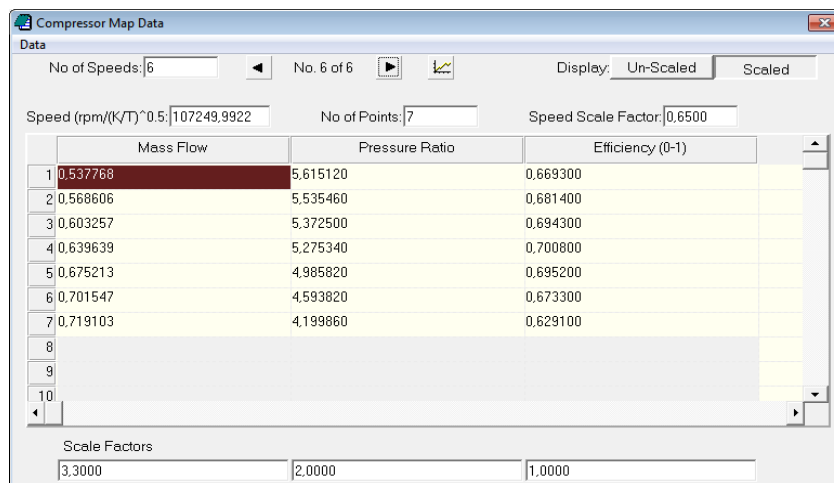 Compressor Map Data
Data
No of Speeds: 6 No. 6 of 6 Display: Un-Scaled Scaled
Speed (rpm/(K/T)^0.5: 107249,9922 No of Points: 7 Speed Scale Factor: 0,6500
Mass Flow Pressure Ratio Efficiency (0-1)
1 0,537768 5,615120 0,669300
2 0,568606 5,535460 0,681400
3 0,603257 5,372500 0,694300
4 0,639639 5,275340 0,700800
5 0,675213 4,985820 0,695200
6 0,701547 4,593820 0,673300
7 0,719103 4,199860 0,629100
8
9
10
Scale Factors
3,3000 2,0000 1,0000